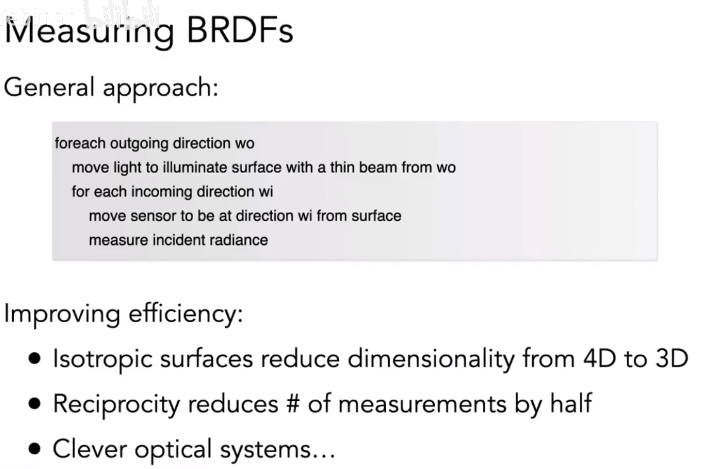 Measuring BRDFs
General approach:
foreach outgoing direction wo
move light to illuminate surface with a thin beam from wo
for each incoming direction wi
move sensor to be at direction wi from surface
measure incident radiance
Improving efficiency:
● Isotropic surfaces reduce dimensionality from 4D to 3D
● Reciprocity reduces # of measurements by half
● Clever optical systems…